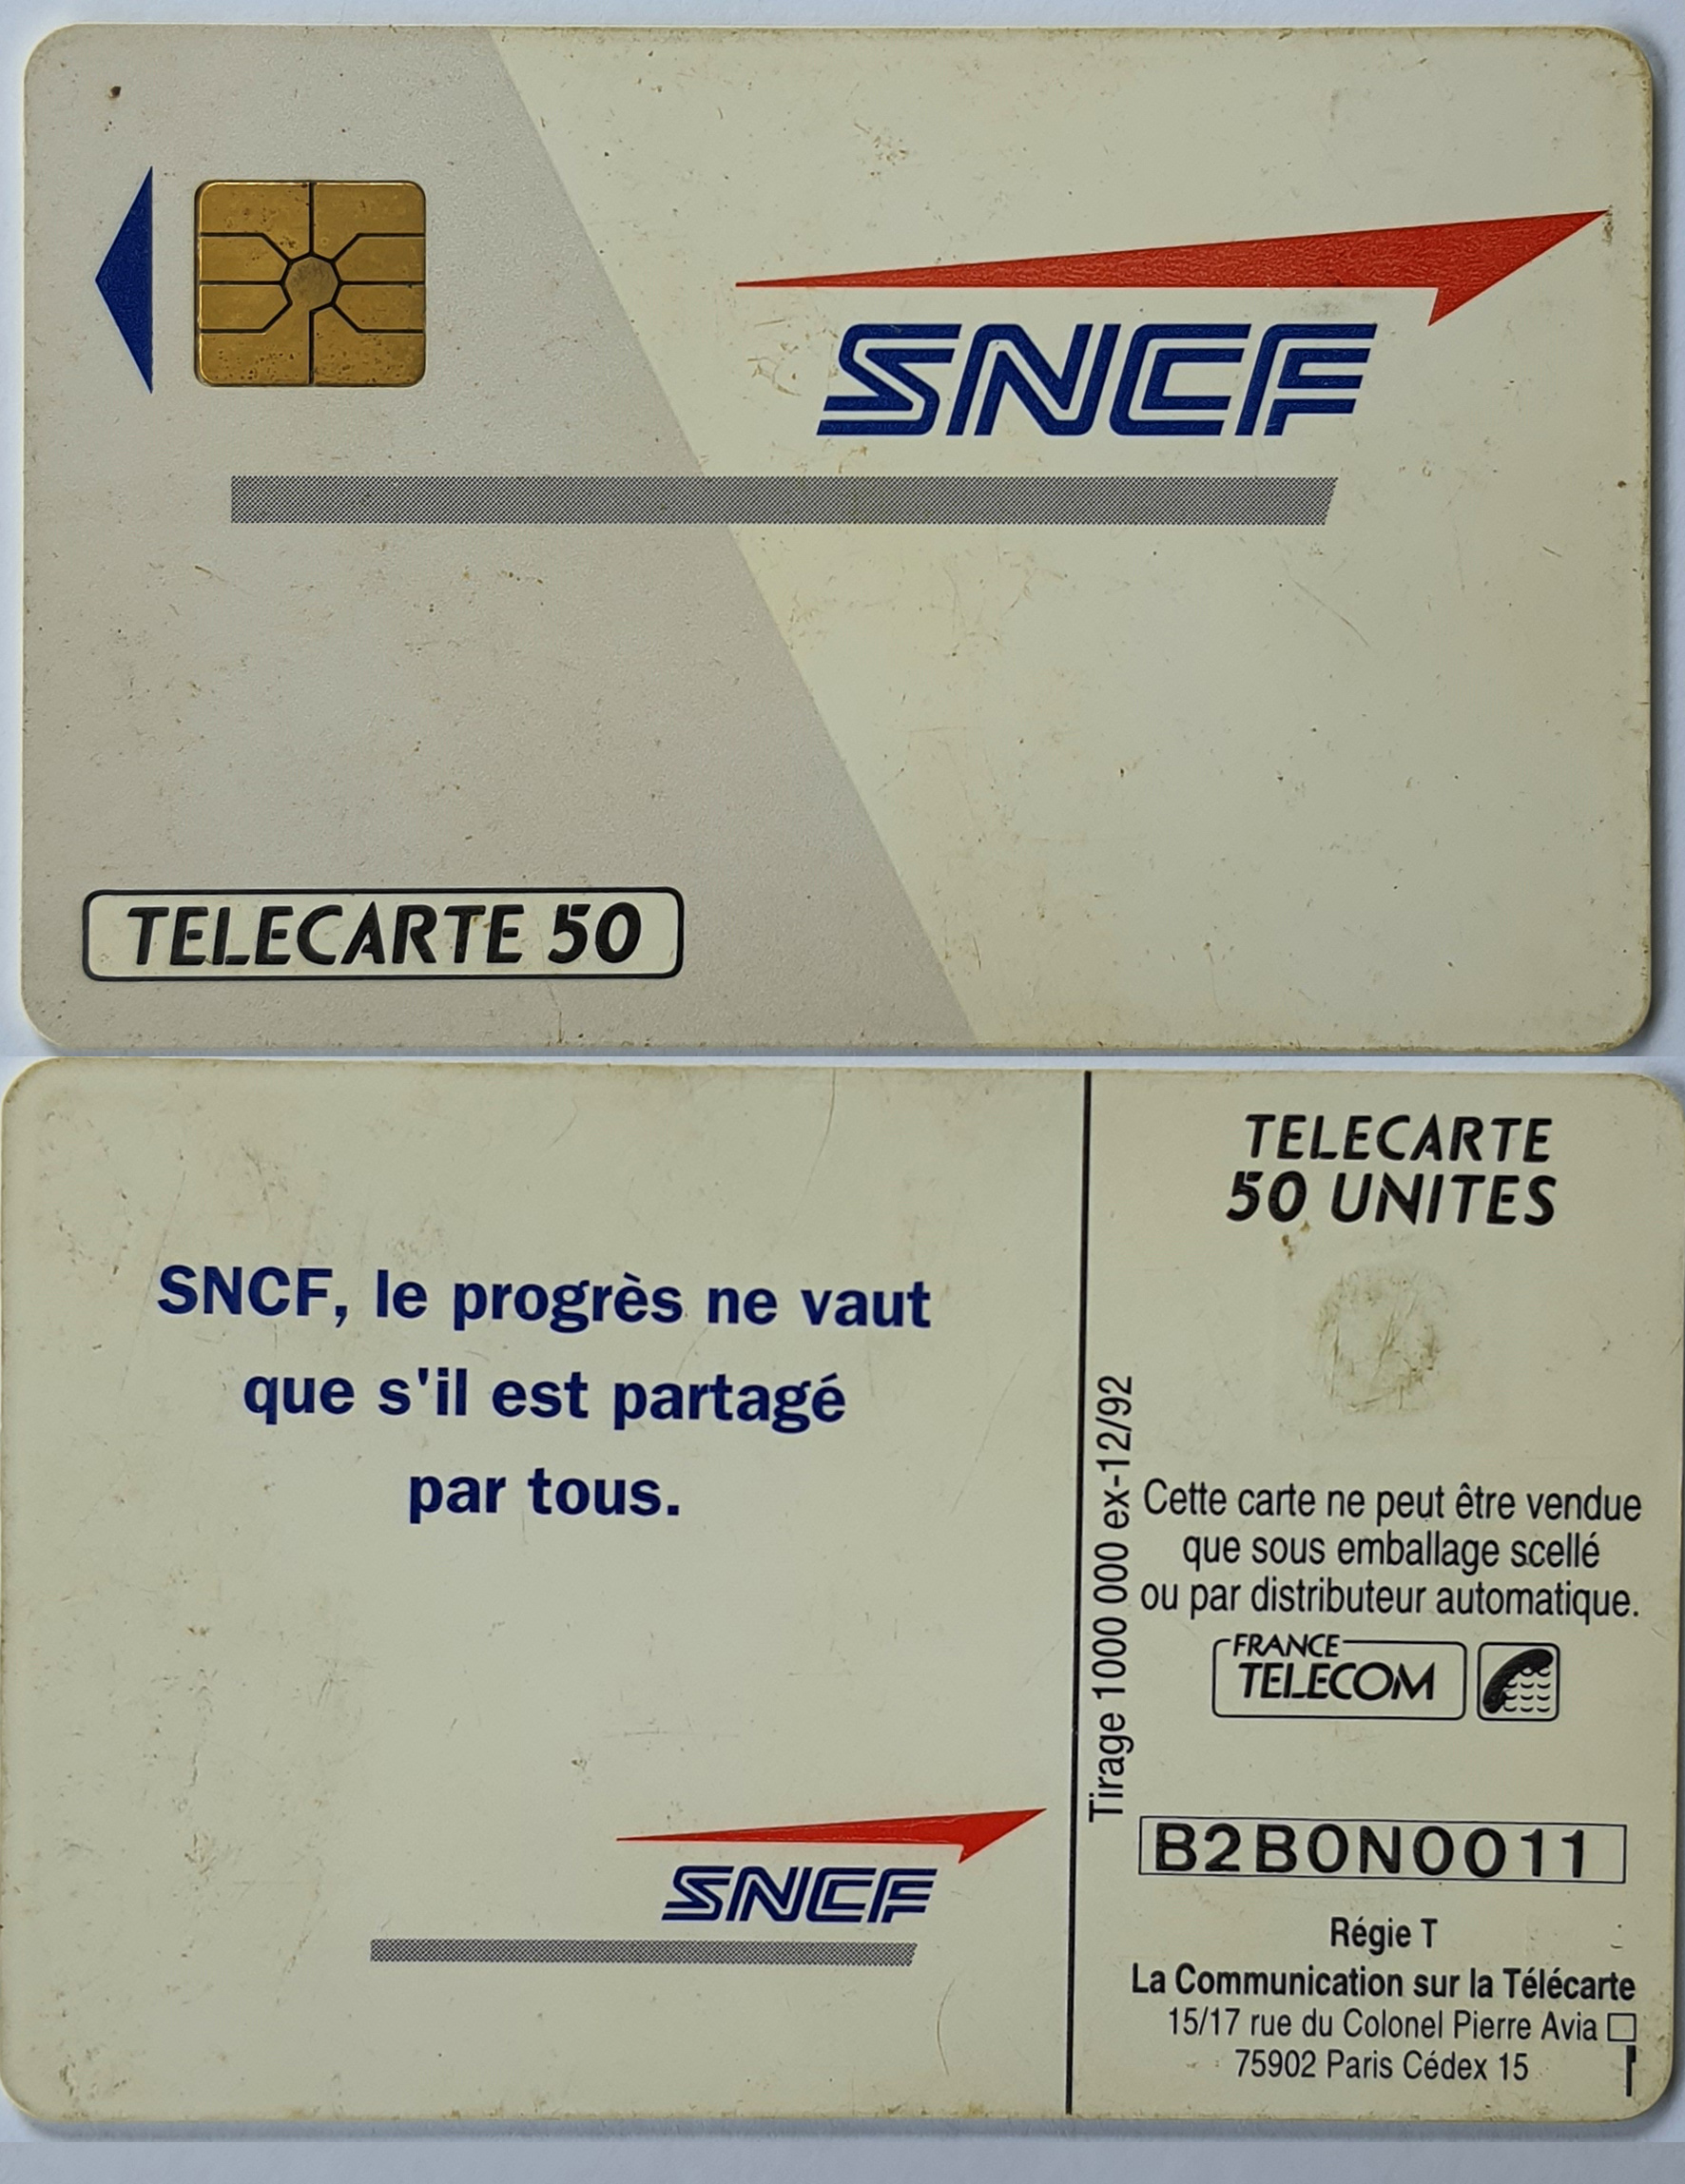 SNCF
TELECARTE 50
SNCF, le progrès ne vaut
que s'il est partagé
par tous.
SNCF
Tirage 1000 000 ex-12/92
TELECARTE
50 UNITES
Cette carte ne peut être vendue
que sous emballage scellé
ou par distributeur automatique.
FRANCE
TELECOM
B2B0N0011
Régie T
La Communication sur la Télécarte
15/17 rue du Colonel Pierre Avia
75902 Paris Cédex 15